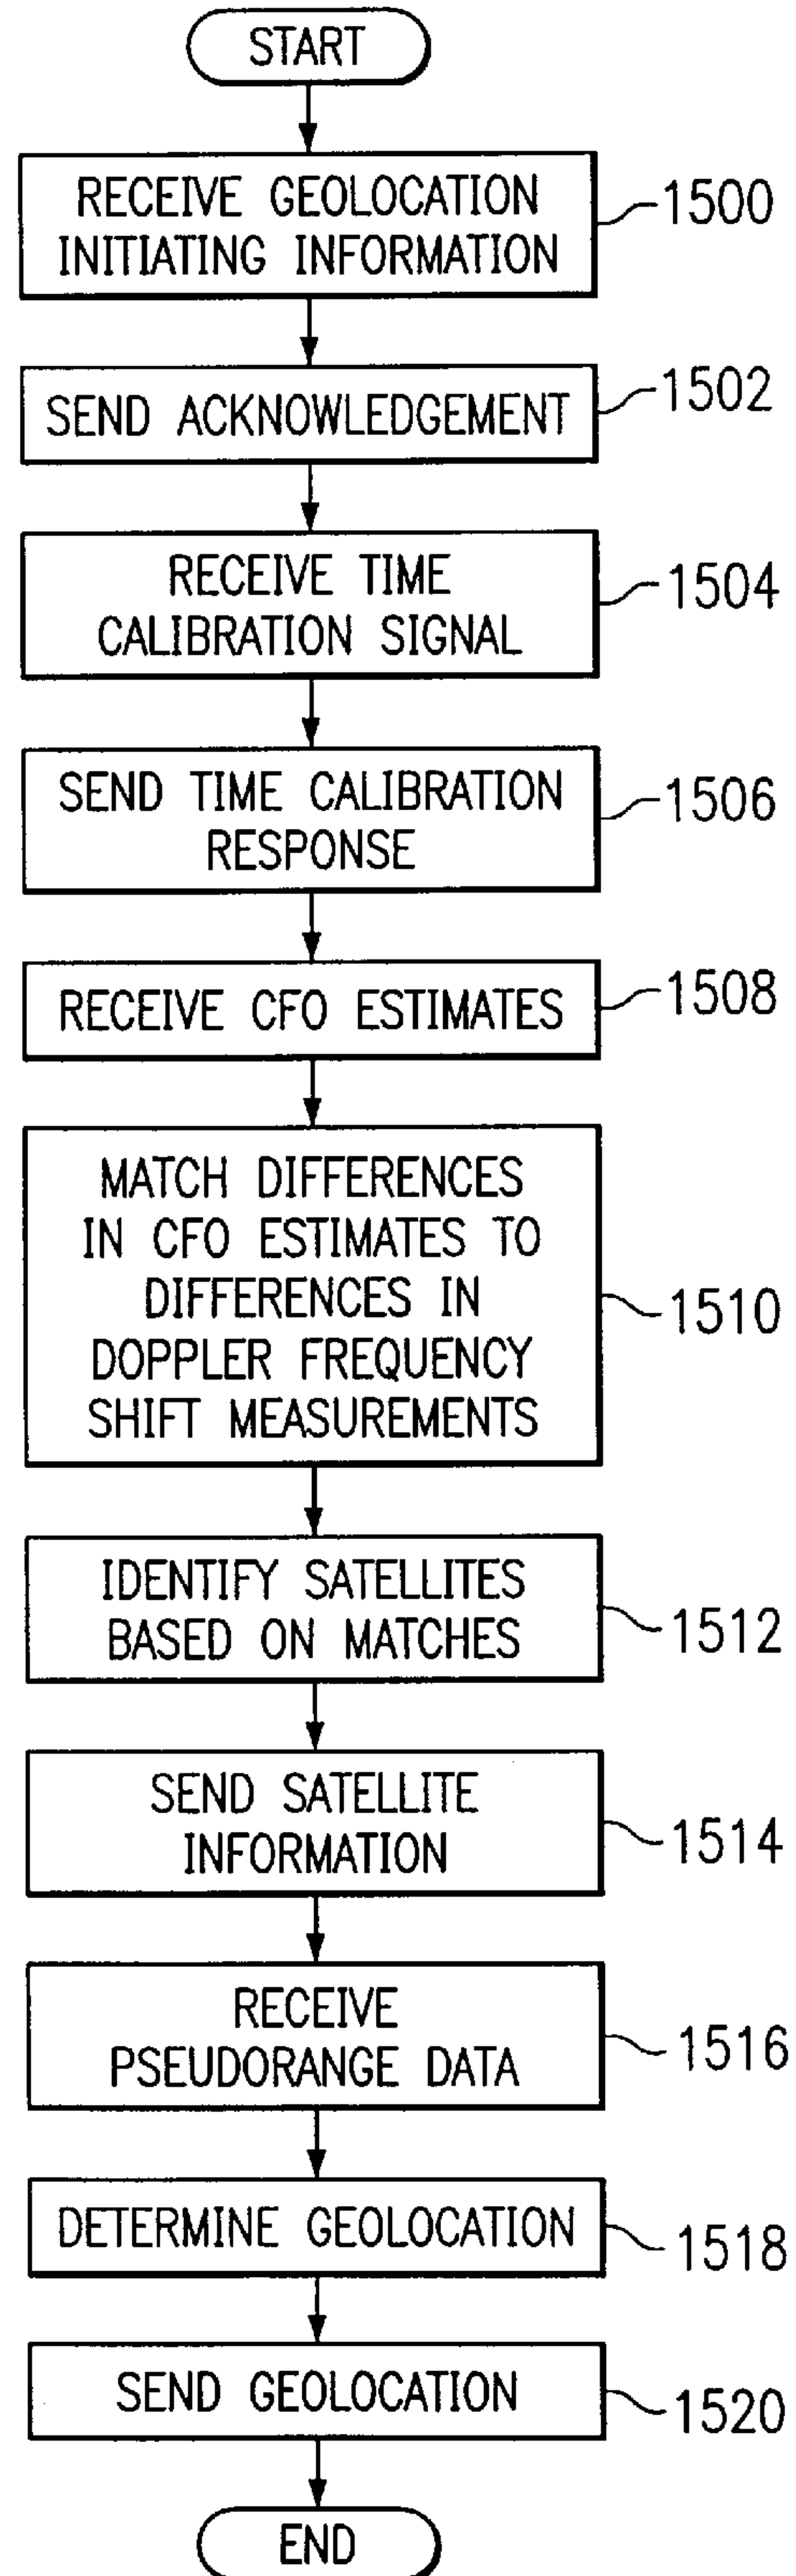 START
RECEIVE GEOLOCATION
INITIATING INFORMATION
1500
SEND ACKNOWLEDGEMENT
1502
RECEIVE TIME
CALIBRATION SIGNAL
1504
SEND TIME CALIBRATION
RESPONSE
1506
RECEIVE CFO ESTIMATES
1508
MATCH DIFFERENCES
IN CFO ESTIMATES TO
DIFFERENCES IN
DOPPLER FREQUENCY
SHIFT MEASUREMENTS
1510
IDENTIFY SATELLITES
BASED ON MATCHES
1512
SEND SATELLITE
INFORMATION
1514
RECEIVE
PSEUDORANGE DATA
1516
DETERMINE GEOLOCATION
1518
SEND GEOLOCATION
1520
END